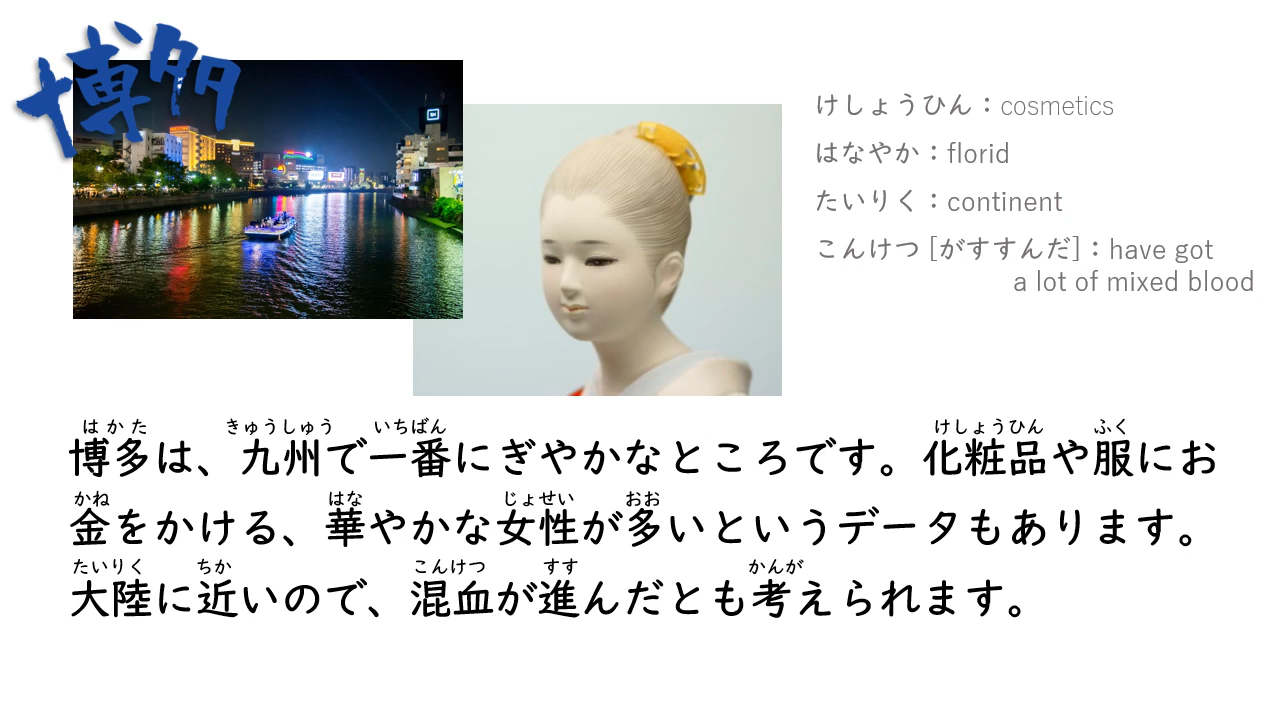 博多
けしょうひん：cosmetics
はなやか：florid
たいりく：continent
こんけつ [がすすんだ]：have got
a lot of mixed blood
はかた きゅうしゅう いちばん けしょうひん ふく
博多は、九州で一番にぎやかなところです。化粧品や服にお
かね はな じょせい おお
金をかける、華やかな女性が多いというデータもあります。
たいりく ちか こんけつ すす かんが
大陸に近いので、混血が進んだとも考えられます。